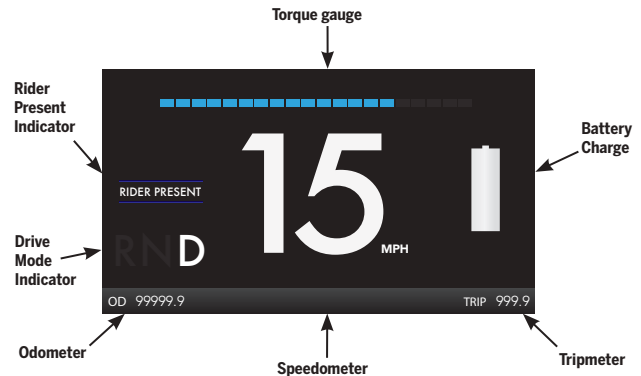 Torque gauge
Rider
Present
Indicator
Battery
Charge
RIDER PRESENT
15
MPH
Drive
Mode
Indicator
RND
OD 99999.9
TRIP 999.9
Odometer
Speedometer
Tripmeter